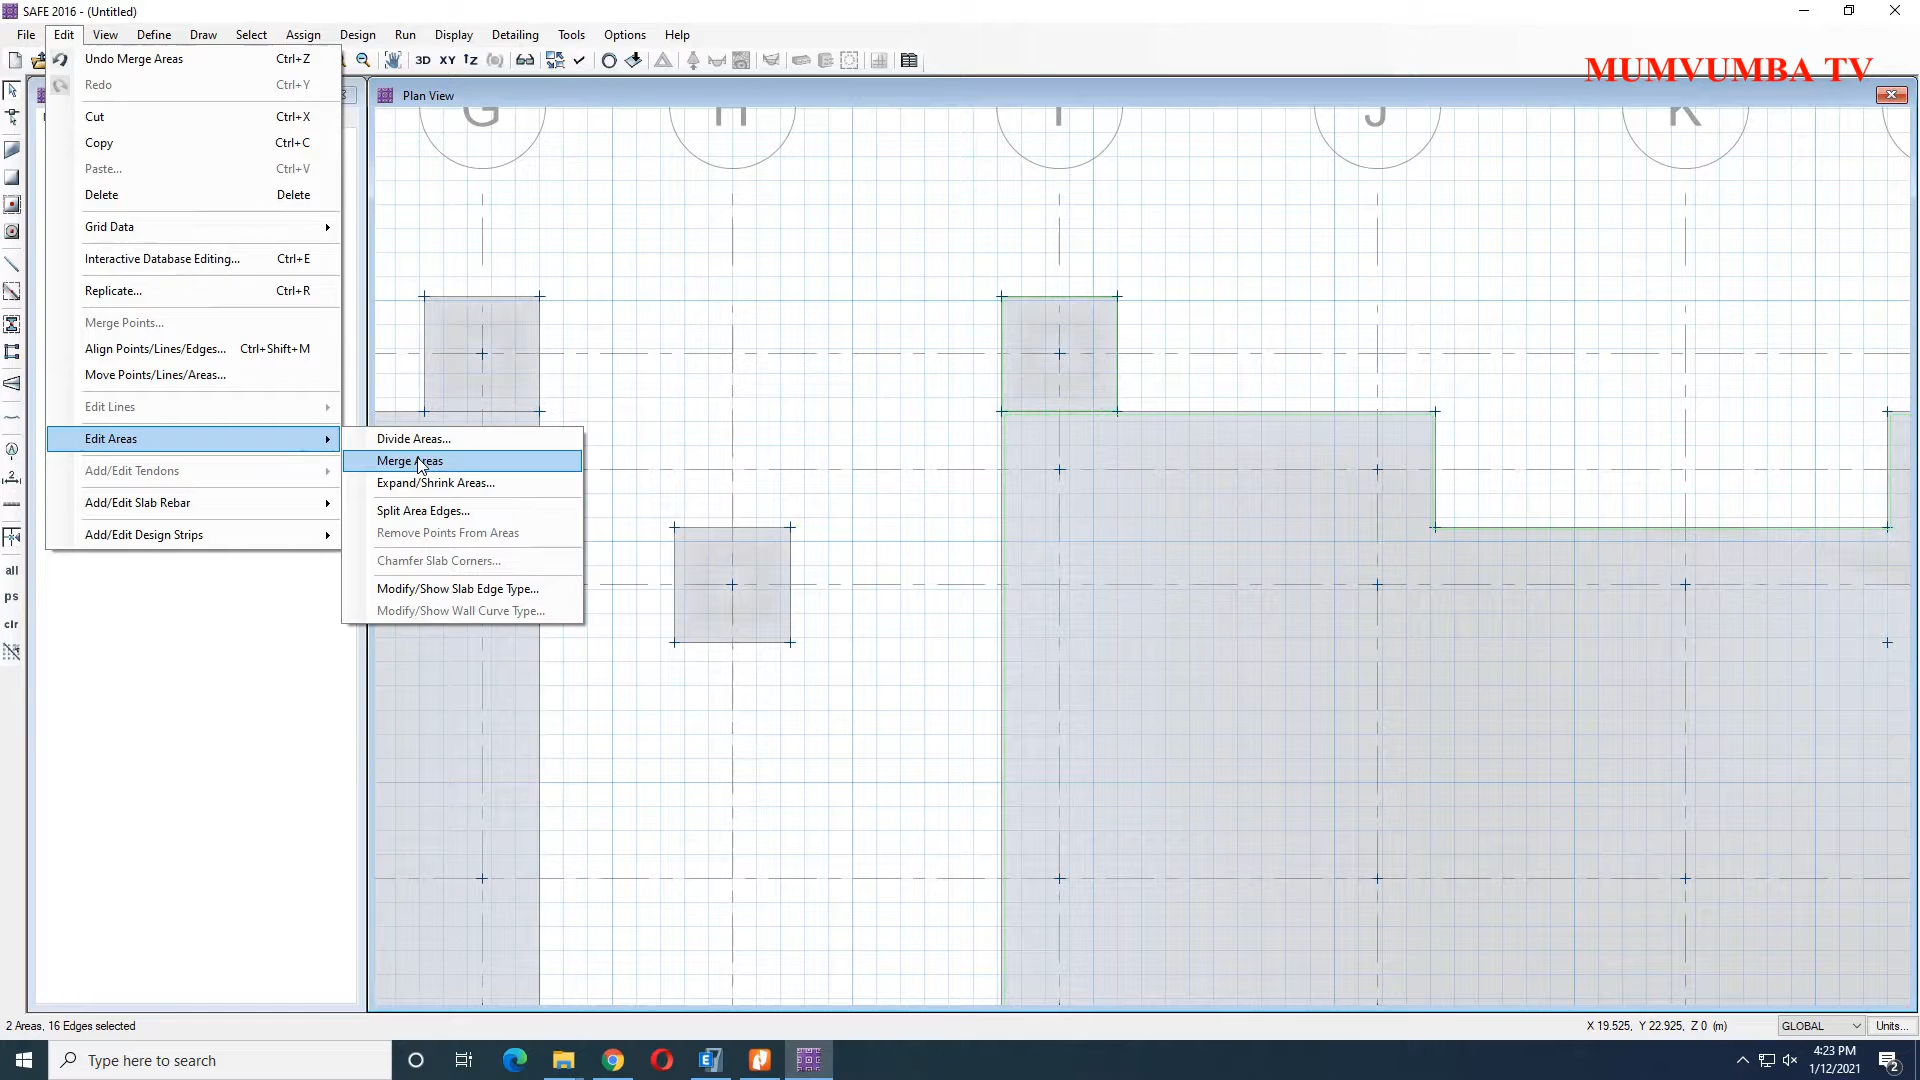 SAFE 2016 - (Untitled)
File Edit View Define Draw Select Assign Design Run Display Detailing Tools Options Help
MUMVUMBA TV
3D XY
Plan View
G H I J K
Undo Merge Areas Ctrl+Z
Redo Ctrl+Y
Cut Ctrl+X
Copy Ctrl+C
Paste... Ctrl+V
Delete Delete
Grid Data
Interactive Database Editing... Ctrl+E
Replicate... Ctrl+R
Merge Points...
Align Points/Lines/Edges... Ctrl+Shift+M
Move Points/Lines/Areas...
Edit Lines
Edit Areas
Add/Edit Tendons
Add/Edit Slab Rebar
Add/Edit Design Strips
Divide Areas...
Merge Areas
Expand/Shrink Areas...
Split Area Edges...
Remove Points From Areas
Chamfer Slab Corners...
Modify/Show Slab Edge Type...
Modify/Show Wall Curve Type...
all
ps
clr
2 Areas, 16 Edges selected
X 19.525, Y 22.925, Z 0 (m)
GLOBAL
Units...
Type here to search
4:23 PM
1/12/2021
2